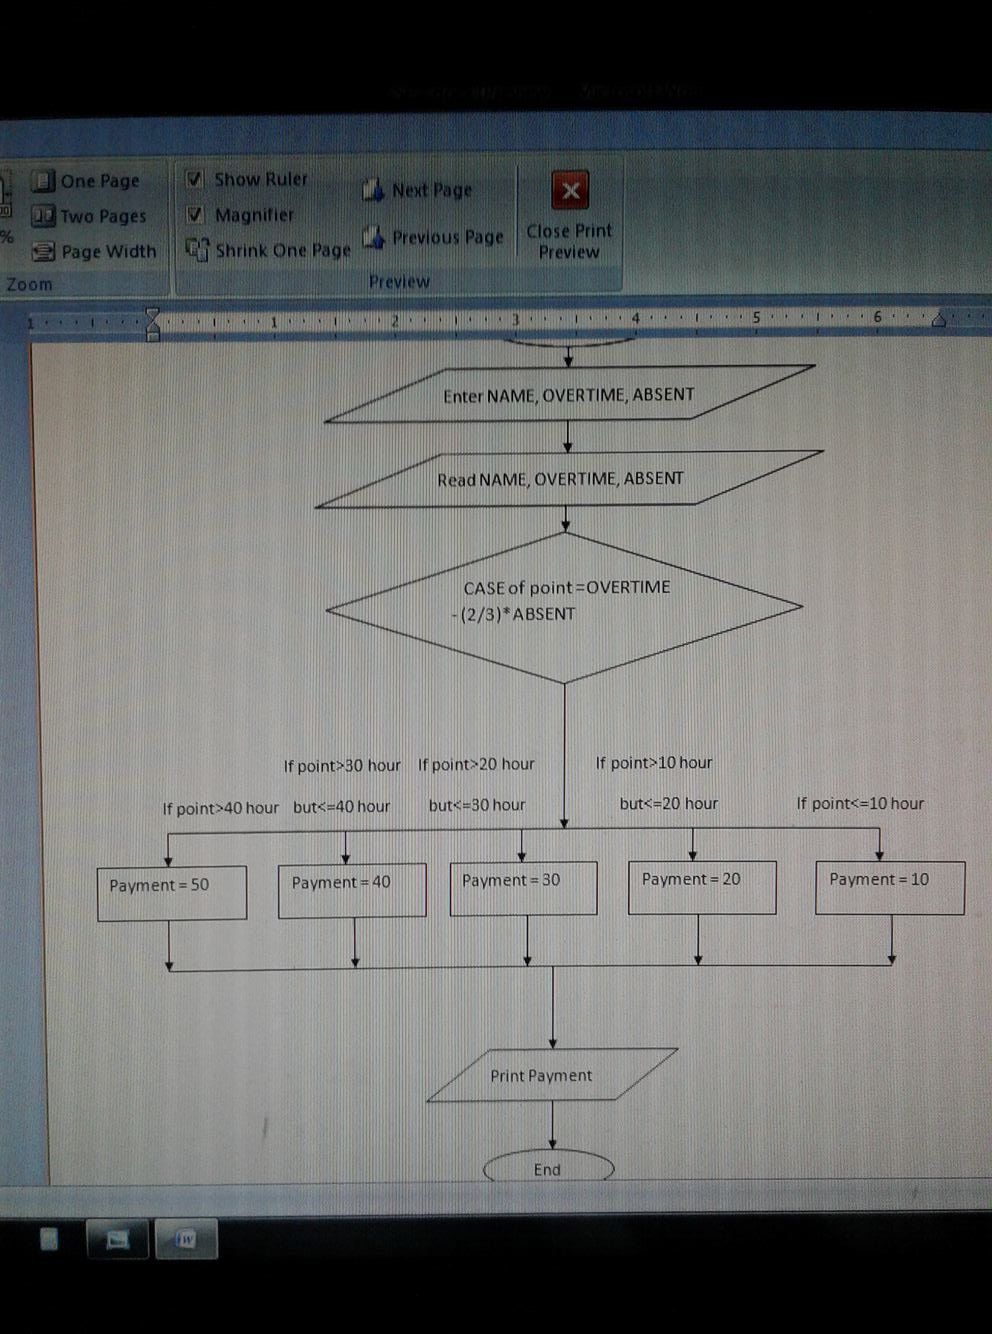 One Page
Two Pages
Page Width
%
Zoom
Show Ruler
Magnifier
Shrink One Page
Next Page
Previous Page
Preview
Close Print
Preview
1 1 2 3 4 5 6
Enter NAME, OVERTIME, ABSENT
Read NAME, OVERTIME, ABSENT
CASE of point =OVERTIME
-(2/3)*ABSENT
If point>40 hour
If point>30 hour
but<=40 hour
If point>20 hour
but<=30 hour
If point>10 hour
but<=20 hour
If point<=10 hour
Payment = 50
Payment = 40
Payment = 30
Payment = 20
Payment = 10
Print Payment
End
W